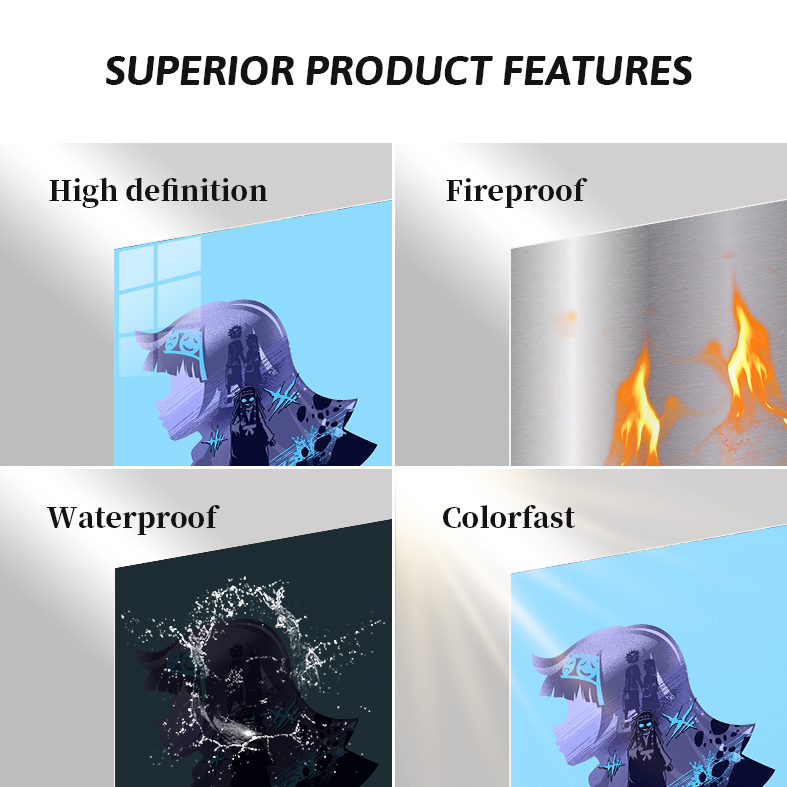 SUPERIOR PRODUCT FEATURES
High definition
Fireproof
Waterproof
Colorfast